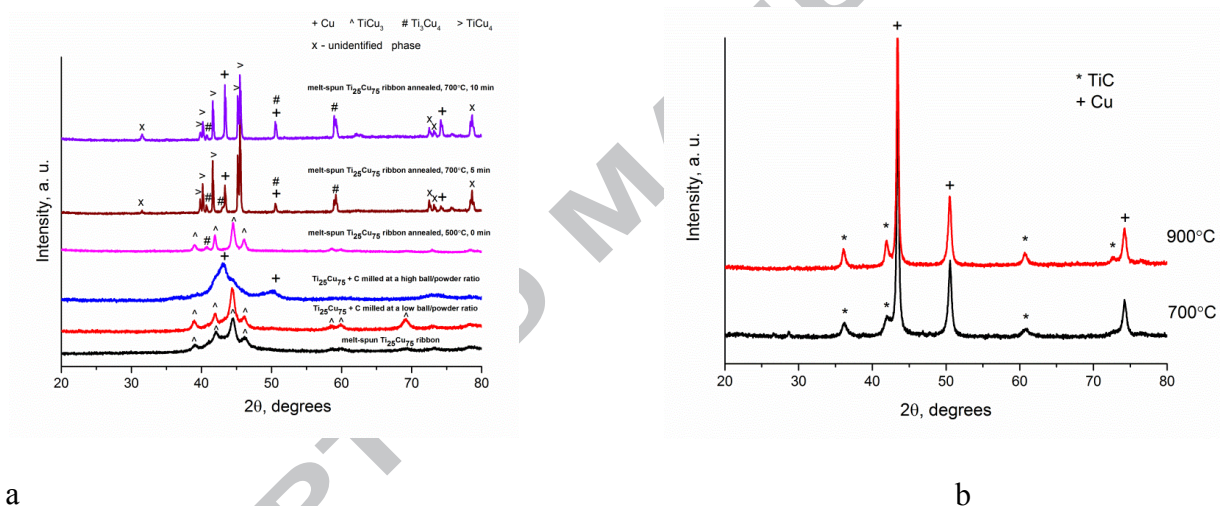 + Cu ^ TiCu3 # Ti3Cu4 > TiCu4
x - unidentified phase
melt-spun Ti25Cu75 ribbon annealed, 700°C, 10 min
melt-spun Ti25Cu75 ribbon annealed, 700°C, 5 min
melt-spun Ti25Cu75 ribbon annealed, 500°C, 0 min
Ti25Cu75 + C milled at a high ball/powder ratio
Ti25Cu75 + C milled at a low ball/powder ratio
melt-spun Ti25Cu75 ribbon
Intensity, a. u.
20 30 40 50 60 70 80
2θ, degrees
a
* TiC
+ Cu
900°C
700°C
Intensity, a. u.
20 30 40 50 60 70 80
2θ, degrees
b